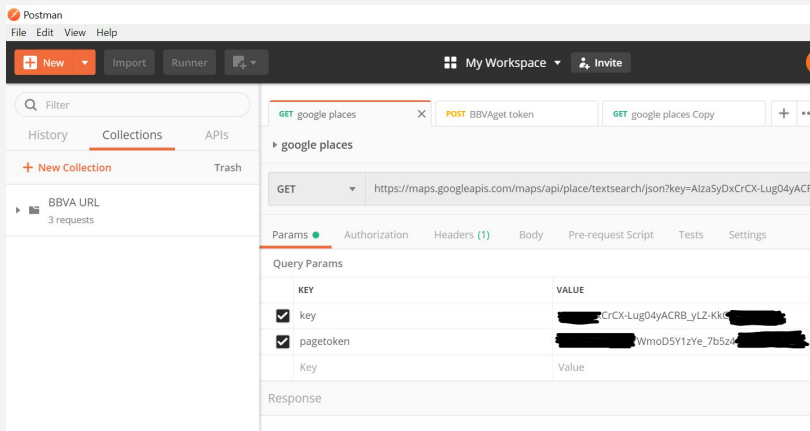 Postman
File Edit View Help
New Import Runner My Workspace Invite
Filter
History Collections APIs
New Collection Trash
BBVA URL
3 requests
GET google places POST BBVAget token GET google places Copy
google places
GET https://maps.googleapis.com/maps/api/place/textsearch/json?key=AIzaSyDxCrCX-Lug04yACR
Params Authorization Headers (1) Body Pre-request Script Tests Settings
Query Params
KEY VALUE
key CrCX-Lug04yACRB_yLZ-Kk
pagetoken WmoD5Y1zYe_7b5z4
Key Value
Response